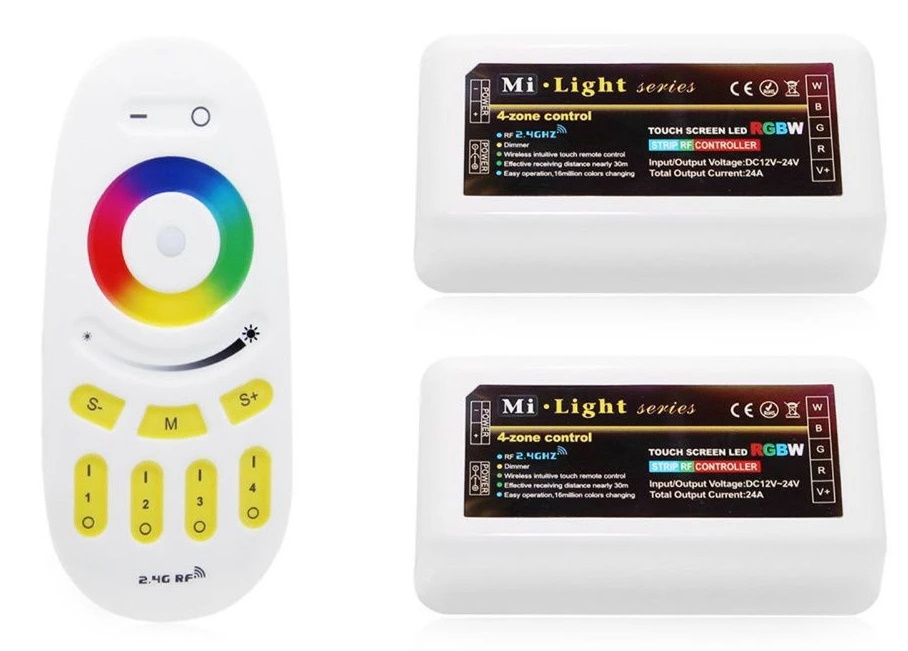 S-
M
S+
1
2
3
4
2.4G RF
Mi·Light series
CE
POWER
- +
4-zone control
RF 2.4GHZ
Dimmer
Wireless intuitive touch remote control
Effective receiving distance nearly 30m
Easy operation,16million colors changing
POWER
TOUCH SCREEN LED RGBW
STRIP RF CONTROLLER
Input/Output Voltage:DC12V~24V
Total Output Current:24A
W
B
G
R
V+
Mi·Light series
CE
POWER
- +
4-zone control
RF 2.4GHZ
Dimmer
Wireless intuitive touch remote control
Effective receiving distance nearly 30m
Easy operation,16million colors changing
POWER
TOUCH SCREEN LED RGBW
STRIP RF CONTROLLER
Input/Output Voltage:DC12V~24V
Total Output Current:24A
W
B
G
R
V+